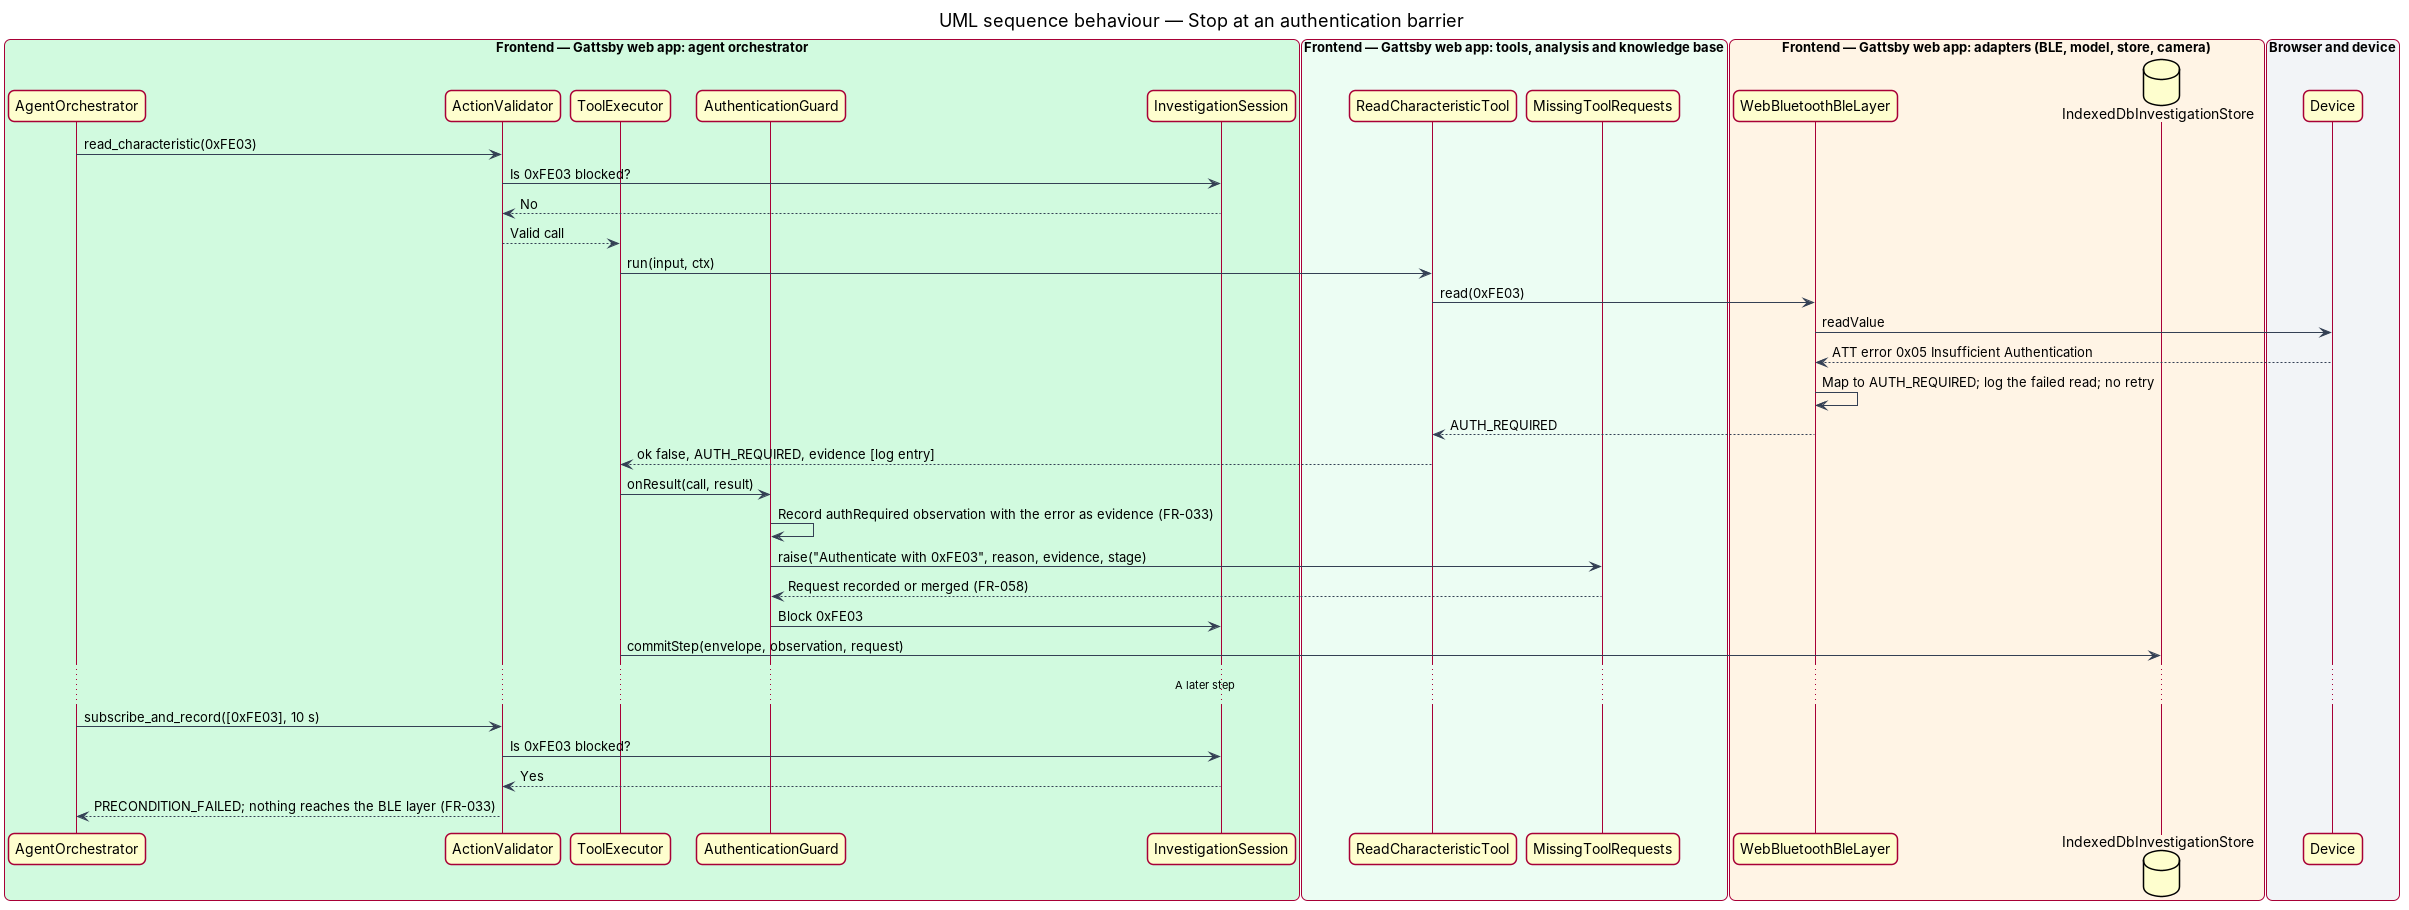 UML sequence behaviour — Stop at an authentication barrier
Frontend — Gattsby web app: agent orchestrator
Frontend — Gattsby web app: tools, analysis and knowledge base
Frontend — Gattsby web app: adapters (BLE, model, store, camera)
Browser and device
AgentOrchestrator
ActionValidator
ToolExecutor
AuthenticationGuard
InvestigationSession
ReadCharacteristicTool
MissingToolRequests
WebBluetoothBleLayer
IndexedDbInvestigationStore
Device
read_characteristic(0xFE03)
Is 0xFE03 blocked?
No
Valid call
run(input, ctx)
read(0xFE03)
readValue
ATT error 0x05 Insufficient Authentication
Map to AUTH_REQUIRED; log the failed read; no retry
AUTH_REQUIRED
ok false, AUTH_REQUIRED, evidence [log entry]
onResult(call, result)
Record authRequired observation with the error as evidence (FR-033)
raise("Authenticate with 0xFE03", reason, evidence, stage)
Request recorded or merged (FR-058)
Block 0xFE03
commitStep(envelope, observation, request)
A later step
subscribe_and_record([0xFE03], 10 s)
Is 0xFE03 blocked?
Yes
PRECONDITION_FAILED; nothing reaches the BLE layer (FR-033)
AgentOrchestrator
ActionValidator
ToolExecutor
AuthenticationGuard
InvestigationSession
ReadCharacteristicTool
MissingToolRequests
WebBluetoothBleLayer
IndexedDbInvestigationStore
Device